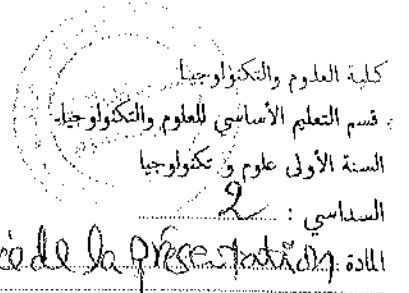 كلية العلوم والتكنولوجيا
قسم التعليم الأساسي للعلوم والتكنولوجيا
السنة الأولى علوم و تكنولوجيا
السداسي : 2
المادة : de la présentation